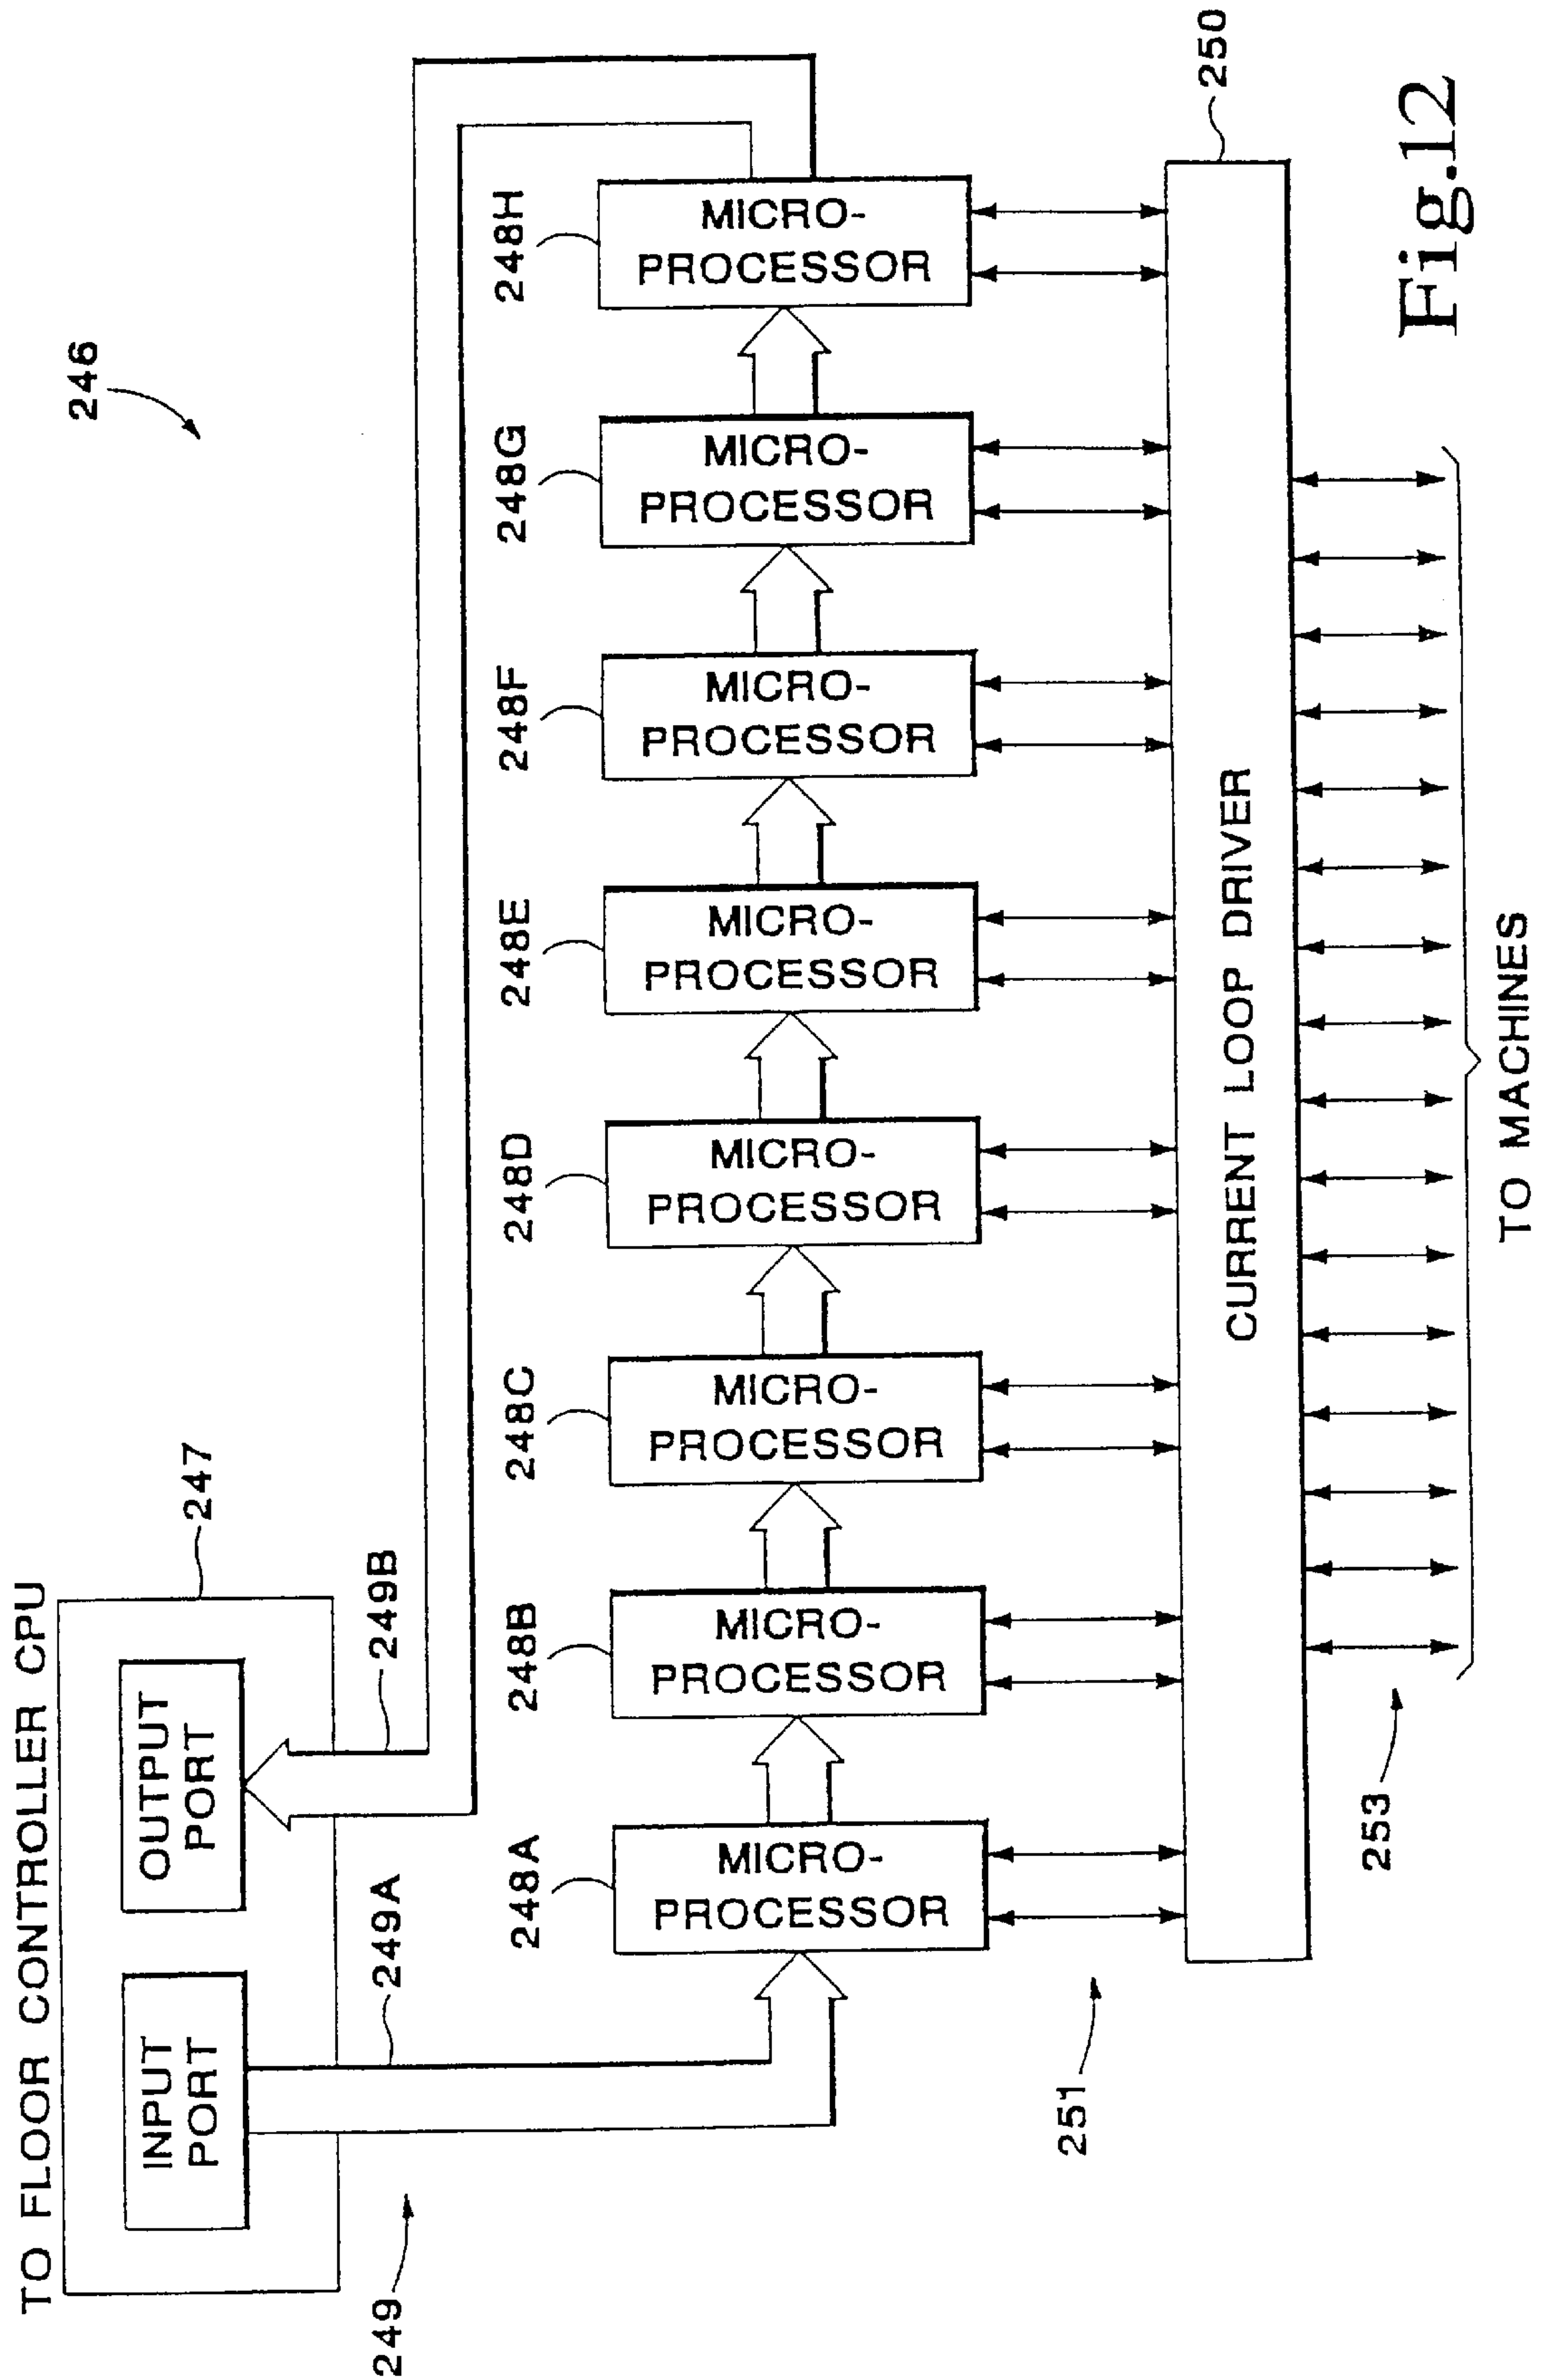 TO FLOOR CONTROLLER CPU
247
246
INPUT
PORT
OUTPUT
PORT
249
249A
249B
248A
248B
248C
248D
248E
248F
248G
248H
MICRO-
PROCESSOR
MICRO-
PROCESSOR
MICRO-
PROCESSOR
MICRO-
PROCESSOR
MICRO-
PROCESSOR
MICRO-
PROCESSOR
MICRO-
PROCESSOR
MICRO-
PROCESSOR
251
250
CURRENT LOOP DRIVER
253
TO MACHINES
Fig.12